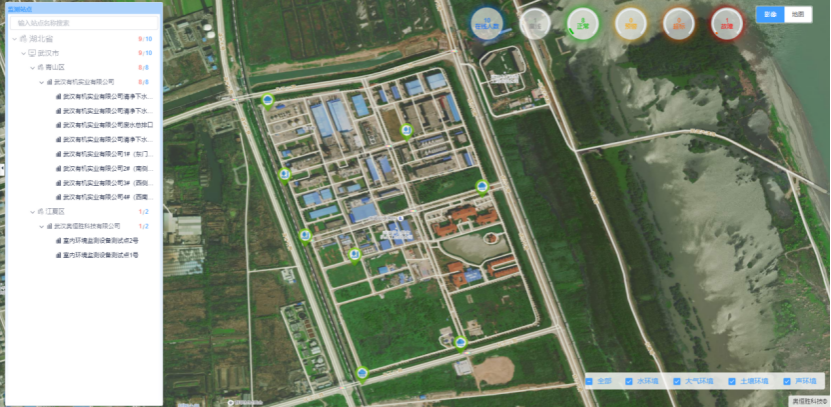 监测站点
输入站点名称搜索
湖北省 0/10
武汉市 0/10
青山区 8/8
武汉有机实业有限公司 8/8
武汉有机实业有限公司清净下水...
武汉有机实业有限公司清净下水...
武汉有机实业有限公司废水总排口
武汉有机实业有限公司清净下水...
武汉有机实业有限公司1# (东门...
武汉有机实业有限公司2# (南侧...
武汉有机实业有限公司3# (西侧...
武汉有机实业有限公司4# (西南...
江夏区 1/2
武汉奥恒胜科技有限公司 1/2
室内环境监测设备测试点2号
室内环境监测设备测试点1号
10
在线人数
正常
影像
地图
全部
水环境
大气环境
土壤环境
声环境
奥恒胜科技©